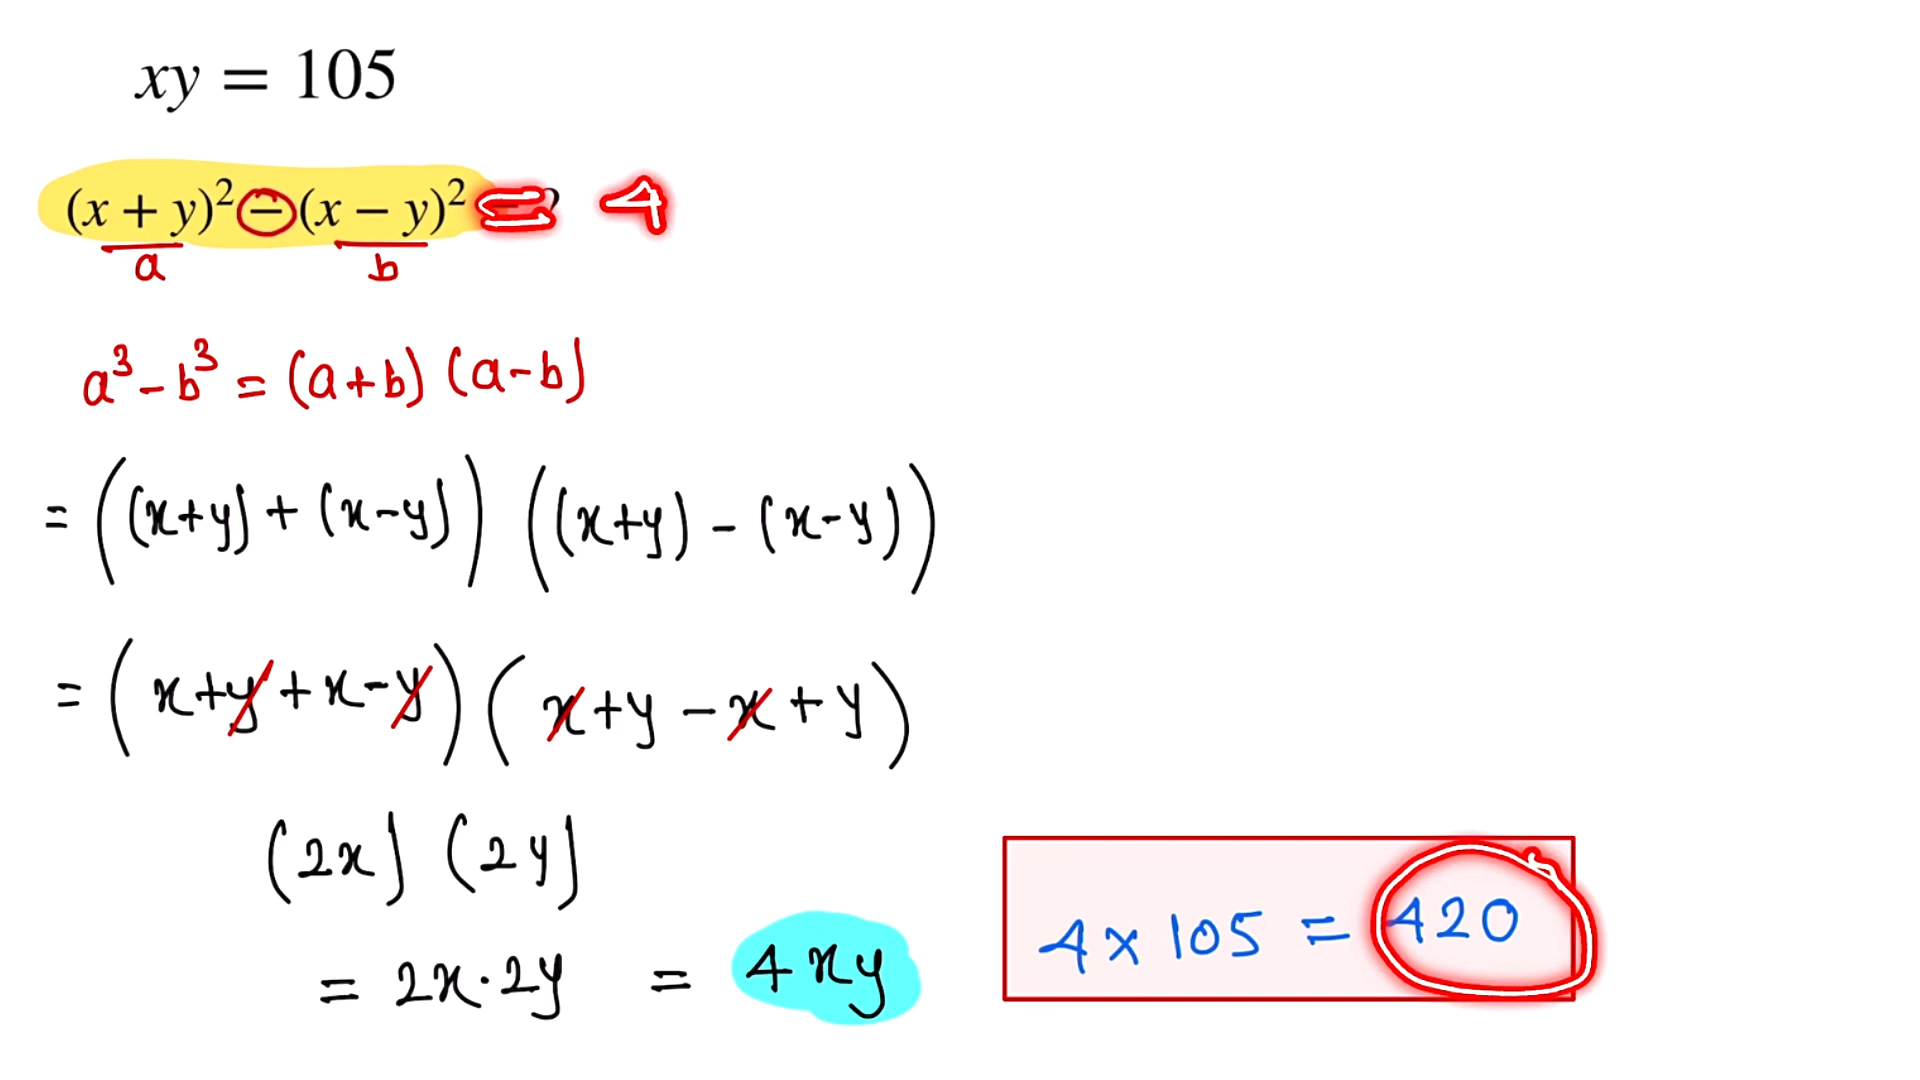 xy = 105
(x + y)² − (x − y)² = ? = 4
a b
a³ − b³ = (a+b) (a−b)
= ((x+y) + (x−y)) ((x+y) − (x−y))
= (x+y+x−y) (x+y−x+y)
(2x) (2y)
= 2x·2y = 4xy
4 x 105 = 420